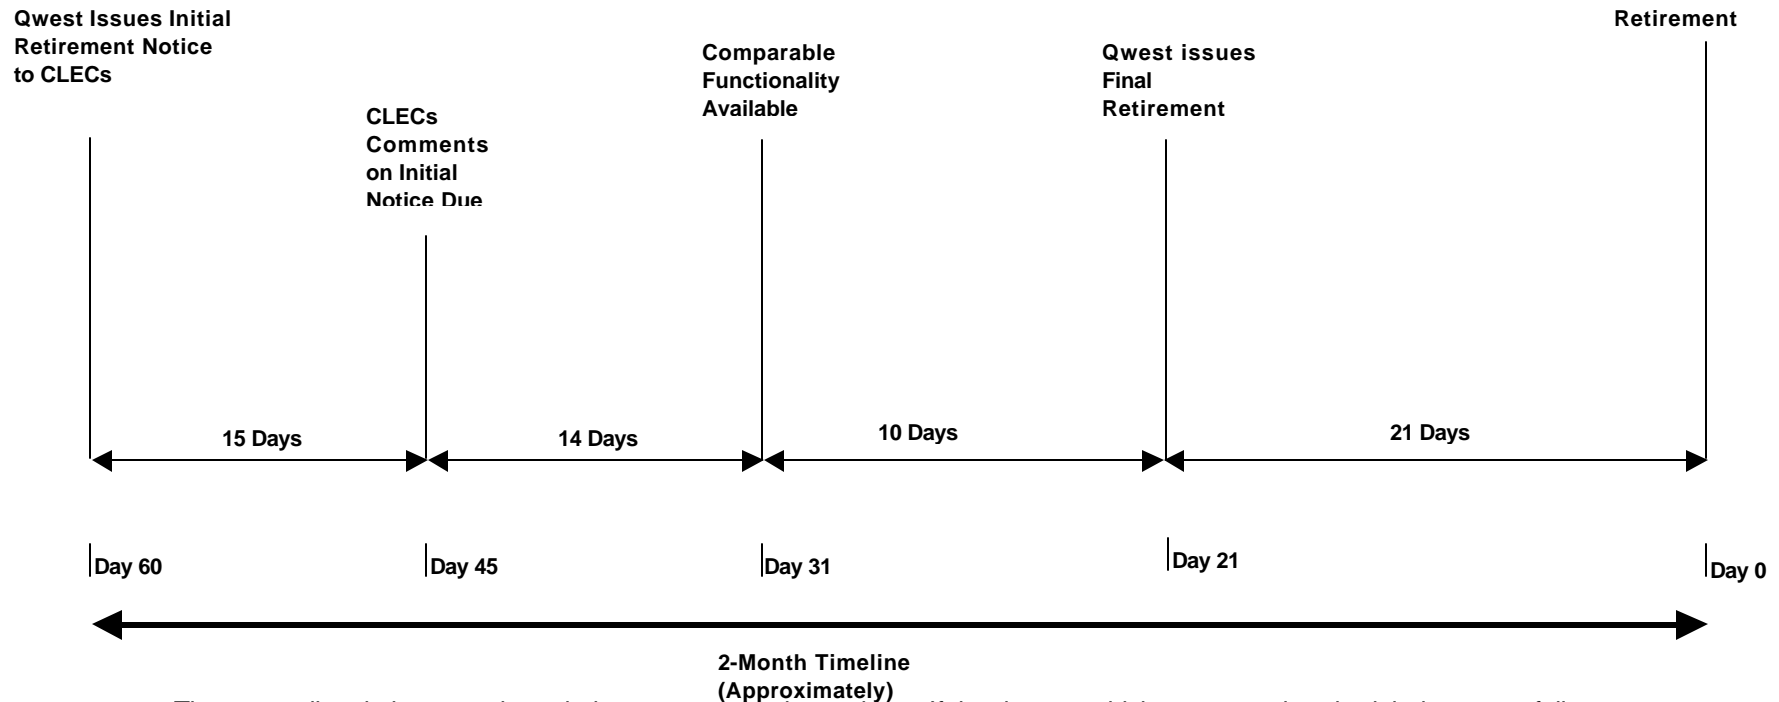 Qwest Issues Initial
Retirement Notice
to CLECs
CLECs
Comments
on Initial
Notice Due
Comparable
Functionality
Available
Qwest issues
Final
Retirement
Retirement
15 Days
14 Days
10 Days
21 Days
Day 60
Day 45
Day 31
Day 21
Day 0
2-Month Timeline
(Approximately)